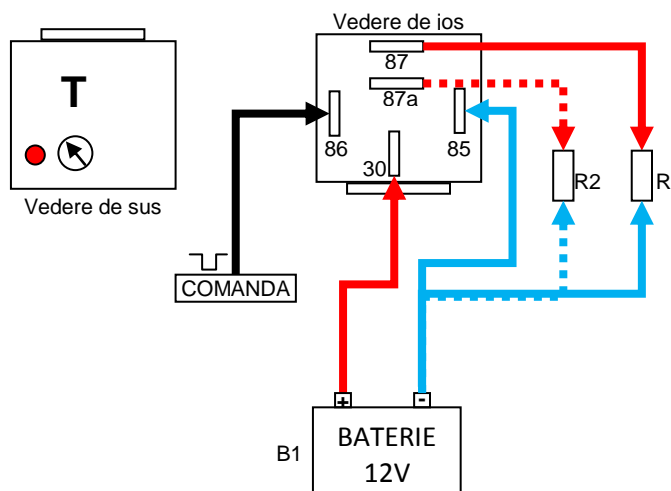 Vedere de jos
T
87
87a
86
85
30
R2
R
Vedere de sus
COMANDA
+
-
B1
BATERIE
12V